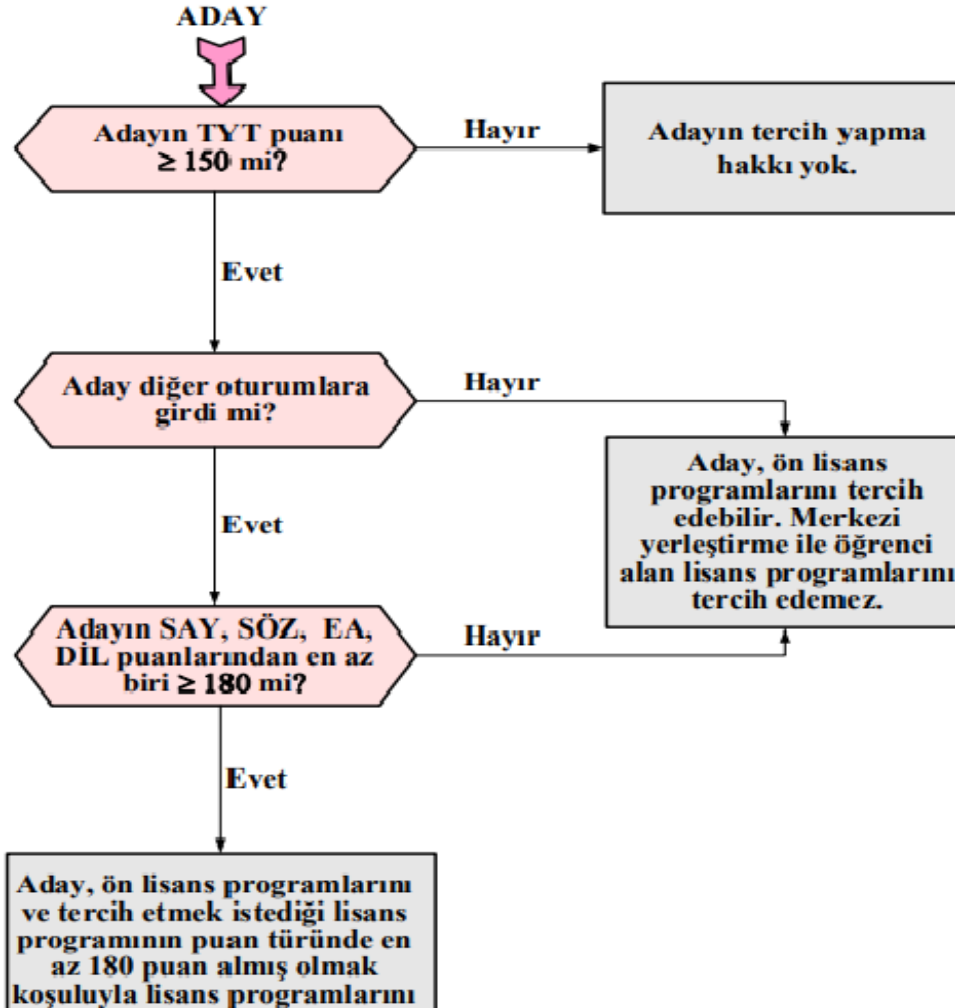 ADAY
Adayın TYT puanı
≥ 150 mi?
Hayır
Adayın tercih yapma
hakkı yok.
Evet
Aday diğer oturumlara
girdi mi?
Hayır
Aday, ön lisans
programlarını tercih
edebilir. Merkezi
yerleştirme ile öğrenci
alan lisans programlarını
tercih edemez.
Evet
Adayın SAY, SÖZ, EA,
DİL puanlarından en az
biri ≥ 180 mi?
Hayır
Evet
Aday, ön lisans programlarını
ve tercih etmek istediği lisans
programının puan türünde en
az 180 puan almış olmak
koşuluyla lisans programlarını